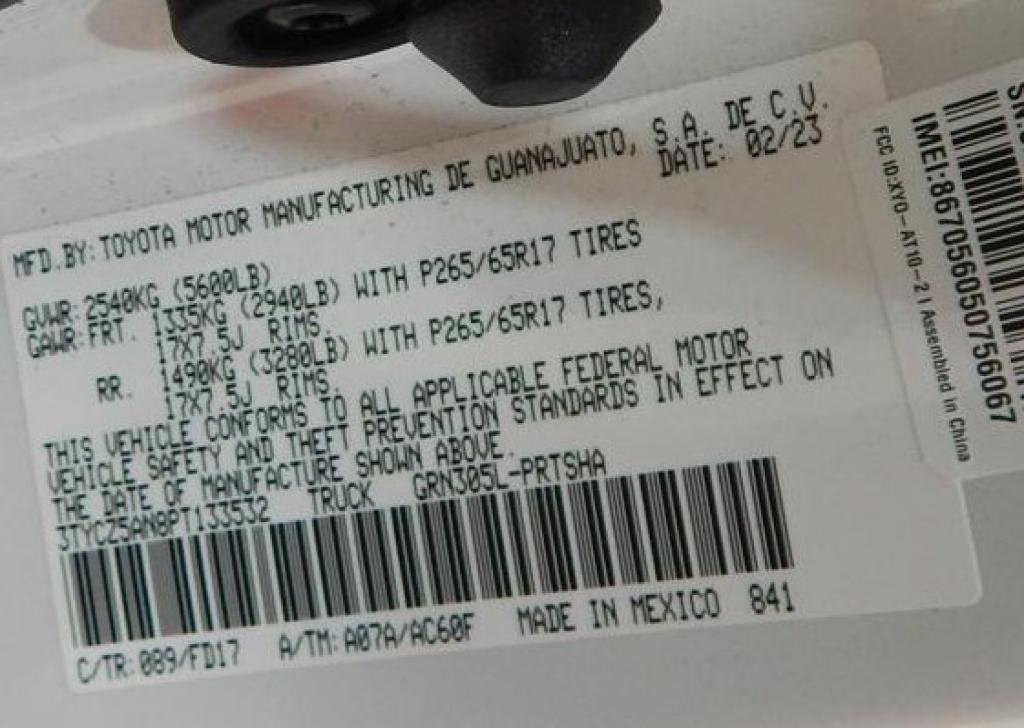 MFD.BY:TOYOTA MOTOR MANUFACTURING DE GUANAJUATO, S.A. DE C.V.
DATE: 02/23
GVWR:2540KG (5600LB)
GAWR:FRT. 1335KG (2940LB) WITH P265/65R17 TIRES
17X7.5J RIMS.
RR. 1490KG (3280LB) WITH P265/65R17 TIRES,
17X7.5J RIMS.
THIS VEHICLE CONFORMS TO ALL APPLICABLE FEDERAL MOTOR
VEHICLE SAFETY AND THEFT PREVENTION STANDARDS IN EFFECT ON
THE DATE OF MANUFACTURE SHOWN ABOVE.
3TYCZ5AN8PT133532 TRUCK GRN305L-PRTSHA
C/TR:089/FD17 A/TM:A07A/AC60F MADE IN MEXICO 841
IMEI:867056050756067
FCC ID:XYO-AT10-2 | Assembled in China